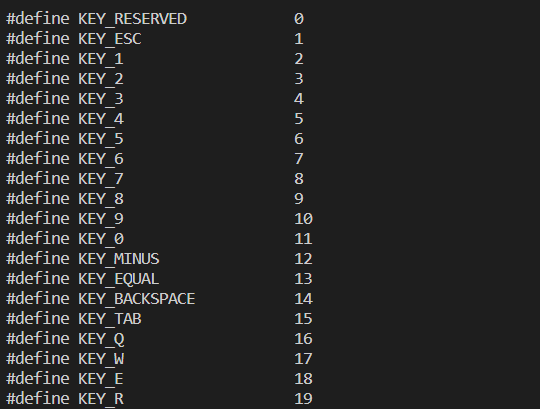 #define KEY_RESERVED 0
#define KEY_ESC 1
#define KEY_1 2
#define KEY_2 3
#define KEY_3 4
#define KEY_4 5
#define KEY_5 6
#define KEY_6 7
#define KEY_7 8
#define KEY_8 9
#define KEY_9 10
#define KEY_0 11
#define KEY_MINUS 12
#define KEY_EQUAL 13
#define KEY_BACKSPACE 14
#define KEY_TAB 15
#define KEY_Q 16
#define KEY_W 17
#define KEY_E 18
#define KEY_R 19